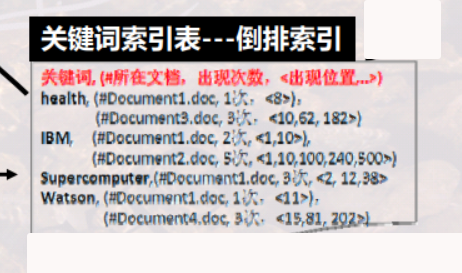 关键词索引表---倒排索引
关键词, (#所在文档, 出现次数, <出现位置,..>)
health, (#Document1.doc, 1次, <8>),
(#Document3.doc, 3次, <10,62, 182>)
IBM, (#Document1.doc, 2次, <1,10>),
(#Document2.doc, 5次, <1,10,100,240,500>)
Supercomputer,(#Document1.doc, 3次, <2, 12,38>
Watson, (#Document1.doc, 1次, <11>),
(#Document4.doc, 3次, <15,81, 202>)